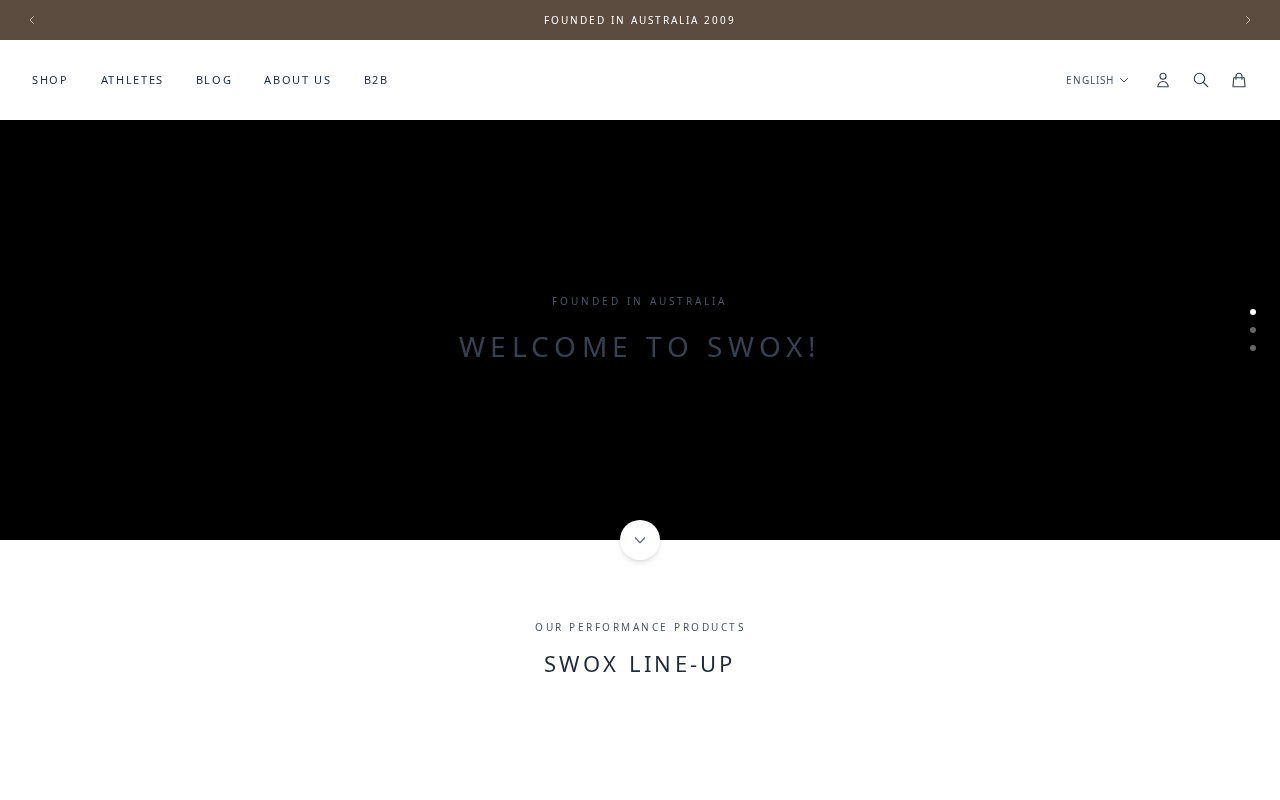 FOUNDED IN AUSTRALIA 2009
SHOP ATHLETES BLOG ABOUT US B2B ENGLISH
FOUNDED IN AUSTRALIA
WELCOME TO SWOX!
OUR PERFORMANCE PRODUCTS
SWOX LINE-UP